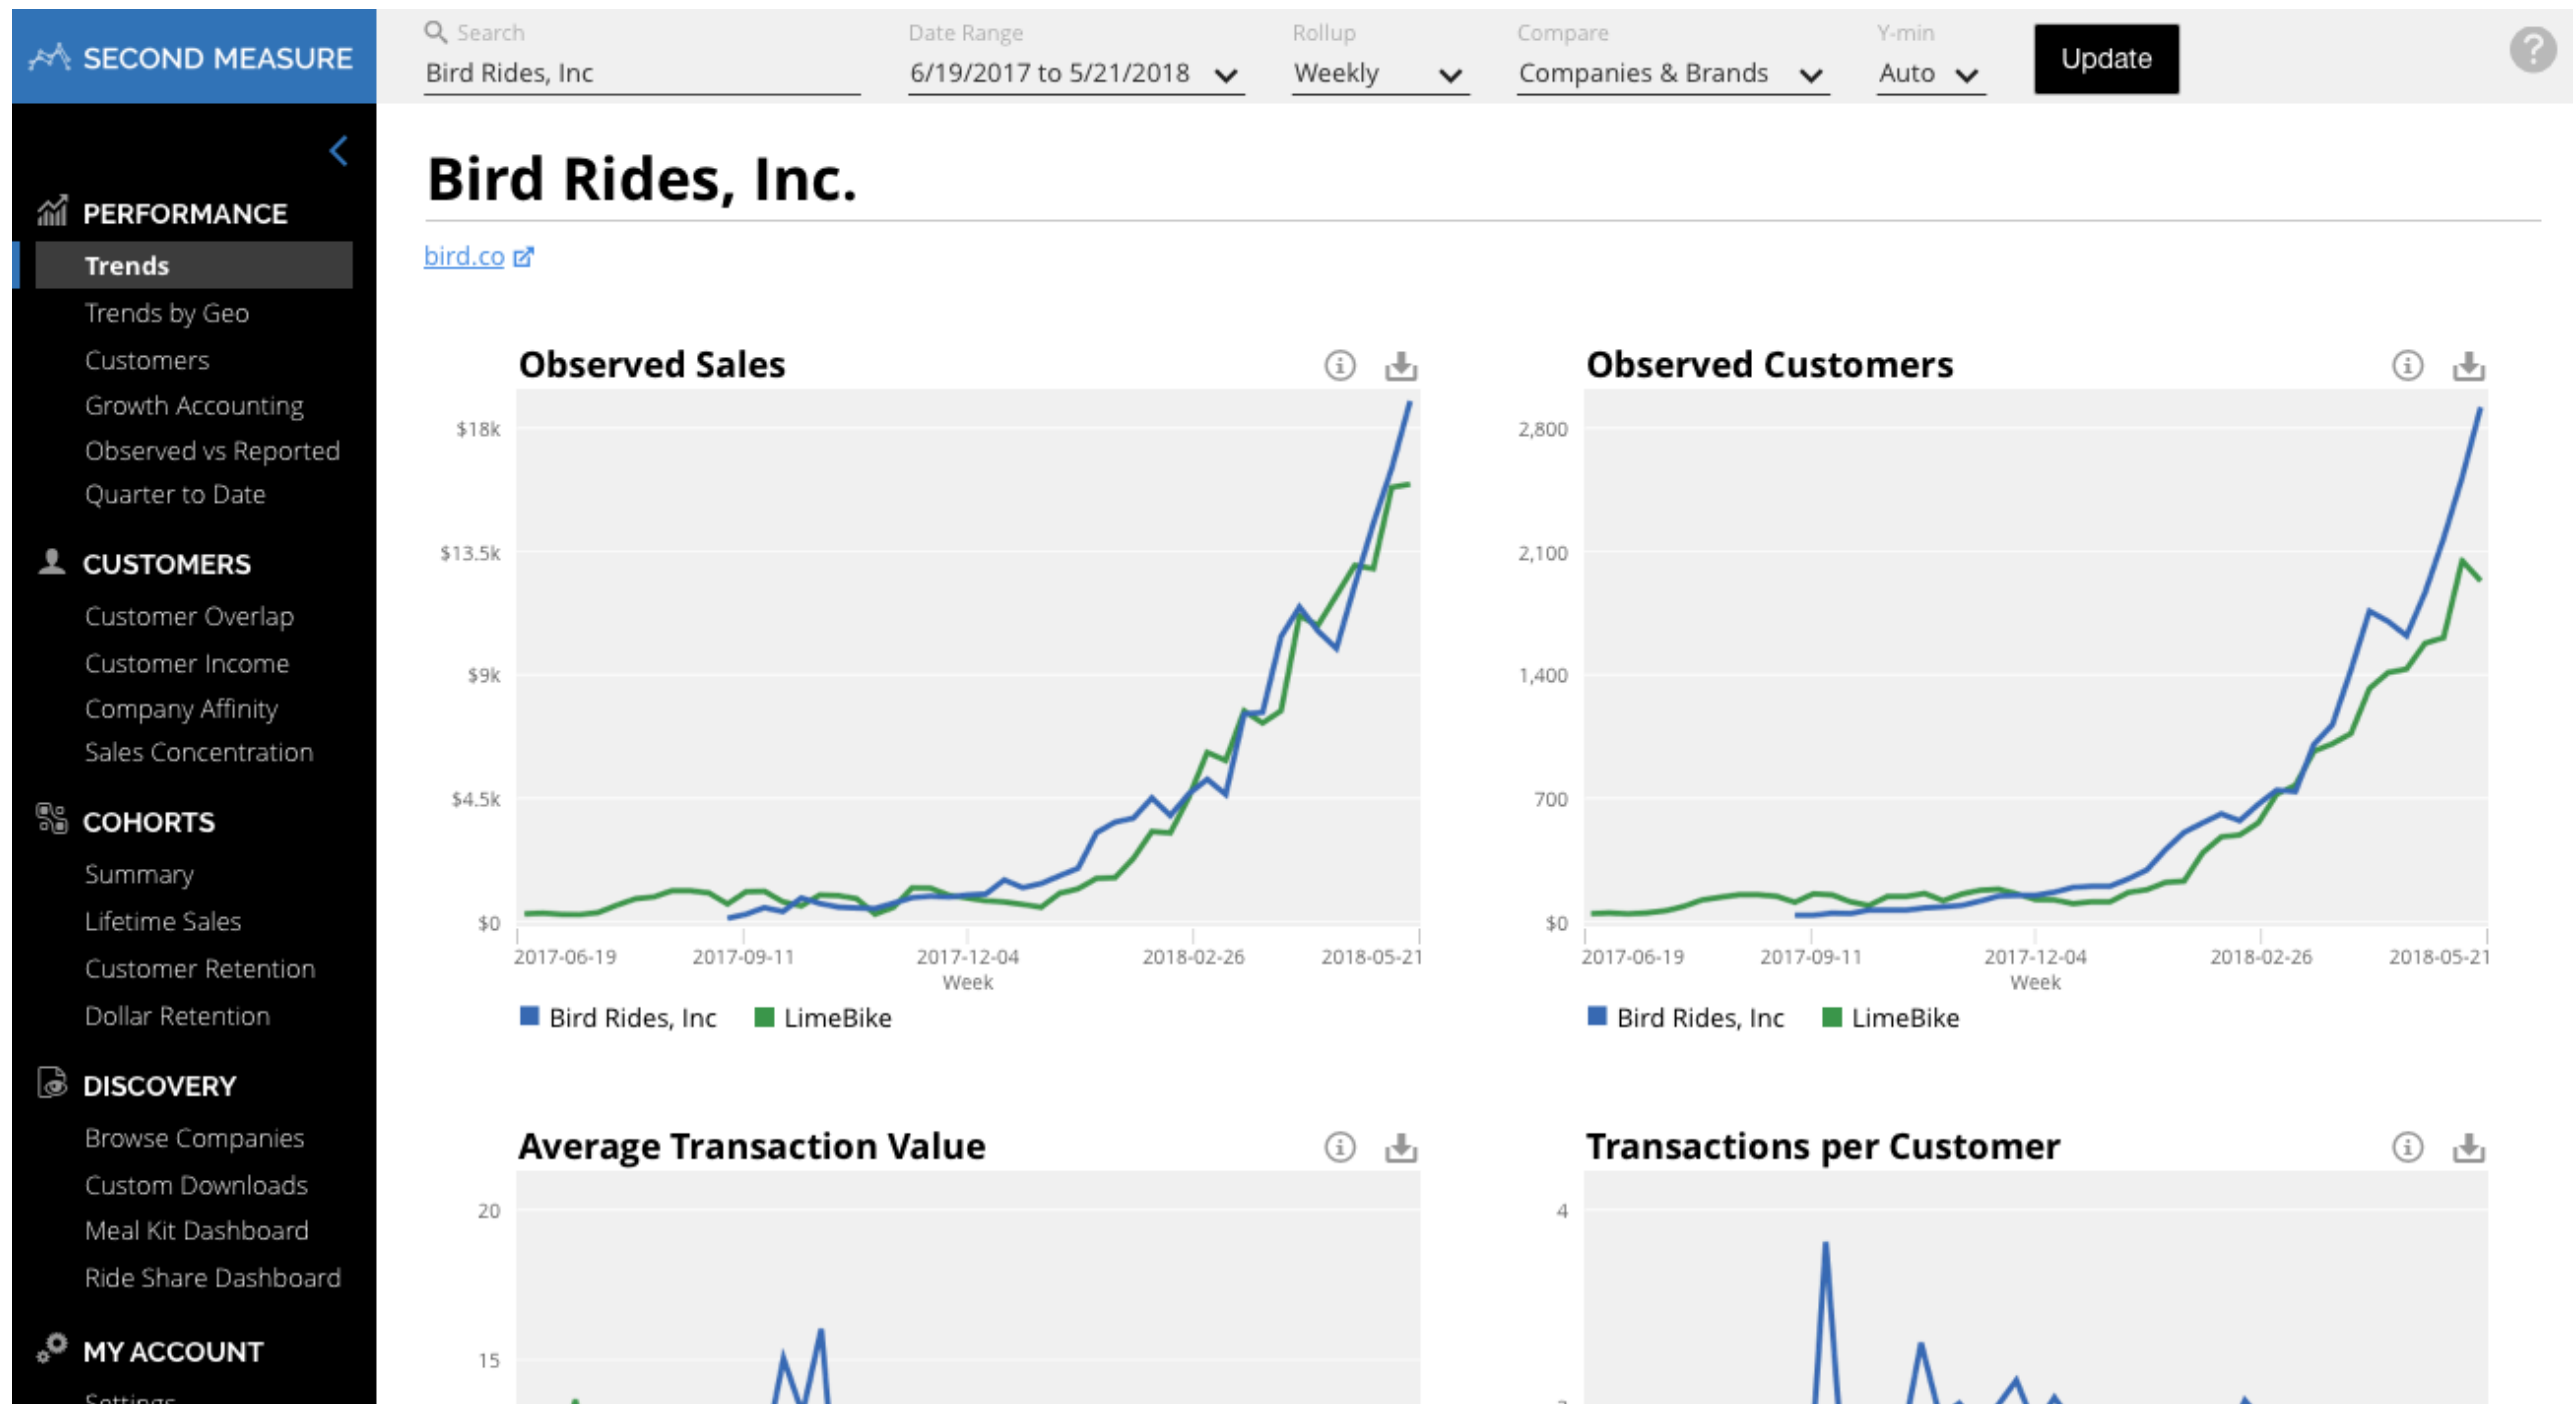 SECOND MEASURE
Search
Bird Rides, Inc
Date Range
6/19/2017 to 5/21/2018
Rollup
Weekly
Compare
Companies & Brands
Y-min
Auto
Update
?
PERFORMANCE
Trends
Trends by Geo
Customers
Growth Accounting
Observed vs Reported
Quarter to Date
CUSTOMERS
Customer Overlap
Customer Income
Company Affinity
Sales Concentration
COHORTS
Summary
Lifetime Sales
Customer Retention
Dollar Retention
DISCOVERY
Browse Companies
Custom Downloads
Meal Kit Dashboard
Ride Share Dashboard
MY ACCOUNT
Settings
Bird Rides, Inc.
bird.co
Observed Sales
$18k
$13.5k
$9k
$4.5k
$0
2017-06-19 2017-09-11 2017-12-04 2018-02-26 2018-05-21
Week
Bird Rides, Inc LimeBike
Observed Customers
2,800
2,100
1,400
700
$0
2017-06-19 2017-09-11 2017-12-04 2018-02-26 2018-05-21
Week
Bird Rides, Inc LimeBike
Average Transaction Value
20
15
Transactions per Customer
4